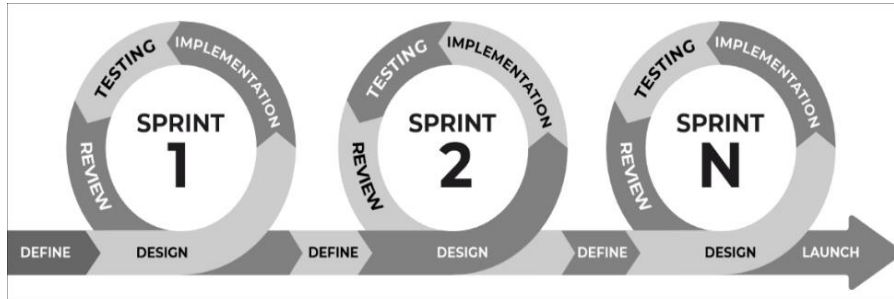 TESTING
IMPLEMENTATION
REVIEW
SPRINT
1
TESTING
IMPLEMENTATION
REVIEW
SPRINT
2
TESTING
IMPLEMENTATION
REVIEW
SPRINT
N
DEFINE
DESIGN
DEFINE
DESIGN
DEFINE
DESIGN
LAUNCH